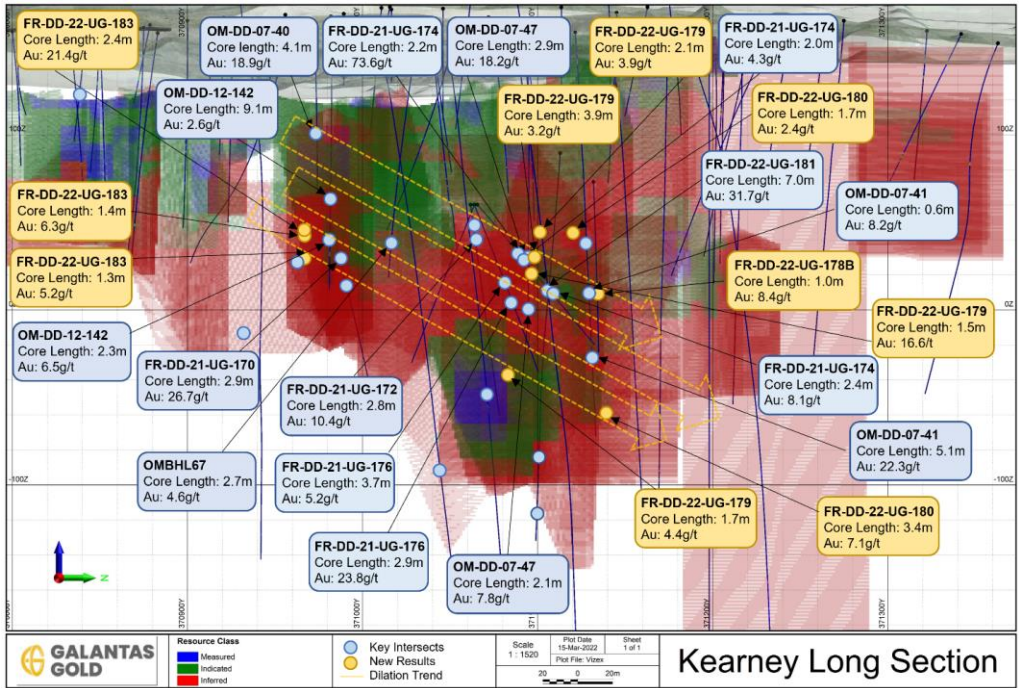 FR-DD-22-UG-183
Core Length: 2.4m
Au: 21.4g/t
OM-DD-07-40
Core length: 4.1m
Au: 18.9g/t
FR-DD-21-UG-174
Core Length: 2.2m
Au: 73.6g/t
OM-DD-07-47
Core Length: 2.9m
Au: 18.2g/t
FR-DD-22-UG-179
Core Length: 2.1m
Au: 3.9g/t
FR-DD-21-UG-174
Core Length: 2.0m
Au: 4.3g/t
OM-DD-12-142
Core Length: 9.1m
Au: 2.6g/t
FR-DD-22-UG-179
Core Length: 3.9m
Au: 3.2g/t
FR-DD-22-UG-180
Core Length: 1.7m
Au: 2.4g/t
FR-DD-22-UG-181
Core Length: 7.0m
Au: 31.7g/t
OM-DD-07-41
Core Length: 0.6m
Au: 8.2g/t
FR-DD-22-UG-183
Core Length: 1.4m
Au: 6.3g/t
FR-DD-22-UG-183
Core Length: 1.3m
Au: 5.2g/t
FR-DD-22-UG-178B
Core Length: 1.0m
Au: 8.4g/t
FR-DD-22-UG-179
Core Length: 1.5m
Au: 16.6g/t
OM-DD-12-142
Core Length: 2.3m
Au: 6.5g/t
FR-DD-21-UG-170
Core Length: 2.9m
Au: 26.7g/t
FR-DD-21-UG-172
Core Length: 2.8m
Au: 10.4g/t
FR-DD-21-UG-174
Core Length: 2.4m
Au: 8.1g/t
OM-DD-07-41
Core Length: 5.1m
Au: 22.3g/t
OMBHL67
Core Length: 2.7m
Au: 4.6g/t
FR-DD-21-UG-176
Core Length: 3.7m
Au: 5.2g/t
FR-DD-22-UG-179
Core Length: 1.7m
Au: 4.4g/t
FR-DD-22-UG-180
Core Length: 3.4m
Au: 7.1g/t
FR-DD-21-UG-176
Core Length: 2.9m
Au: 23.8g/t
OM-DD-07-47
Core Length: 2.1m
Au: 7.8g/t
100Z
100Z
-100Z
-100Z
370900Y
371000Y
371200Y
371300Y
N
GALANTAS
GOLD
Resource Class
Measured
Indicated
Inferred
Key Intersects
New Results
Dilation Trend
Scale
1 : 1520
Plot Date
15-Mar-2022
Sheet
1 of 1
Plot File: Vizex
20 0 20m
Kearney Long Section